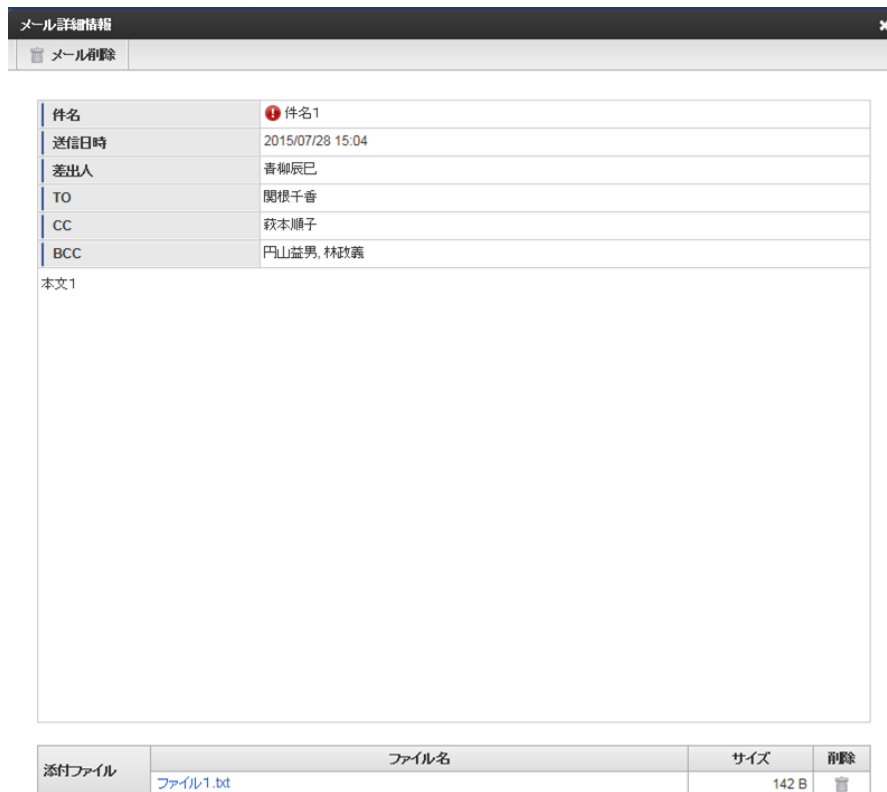 メール詳細情報
メール削除
件名 件名1
送信日時 2015/07/28 15:04
差出人 青柳辰巳
TO 関根千香
CC 萩本順子
BCC 円山益男, 林政義
本文1
添付ファイル ファイル名 サイズ 削除
ファイル1.txt 142 B